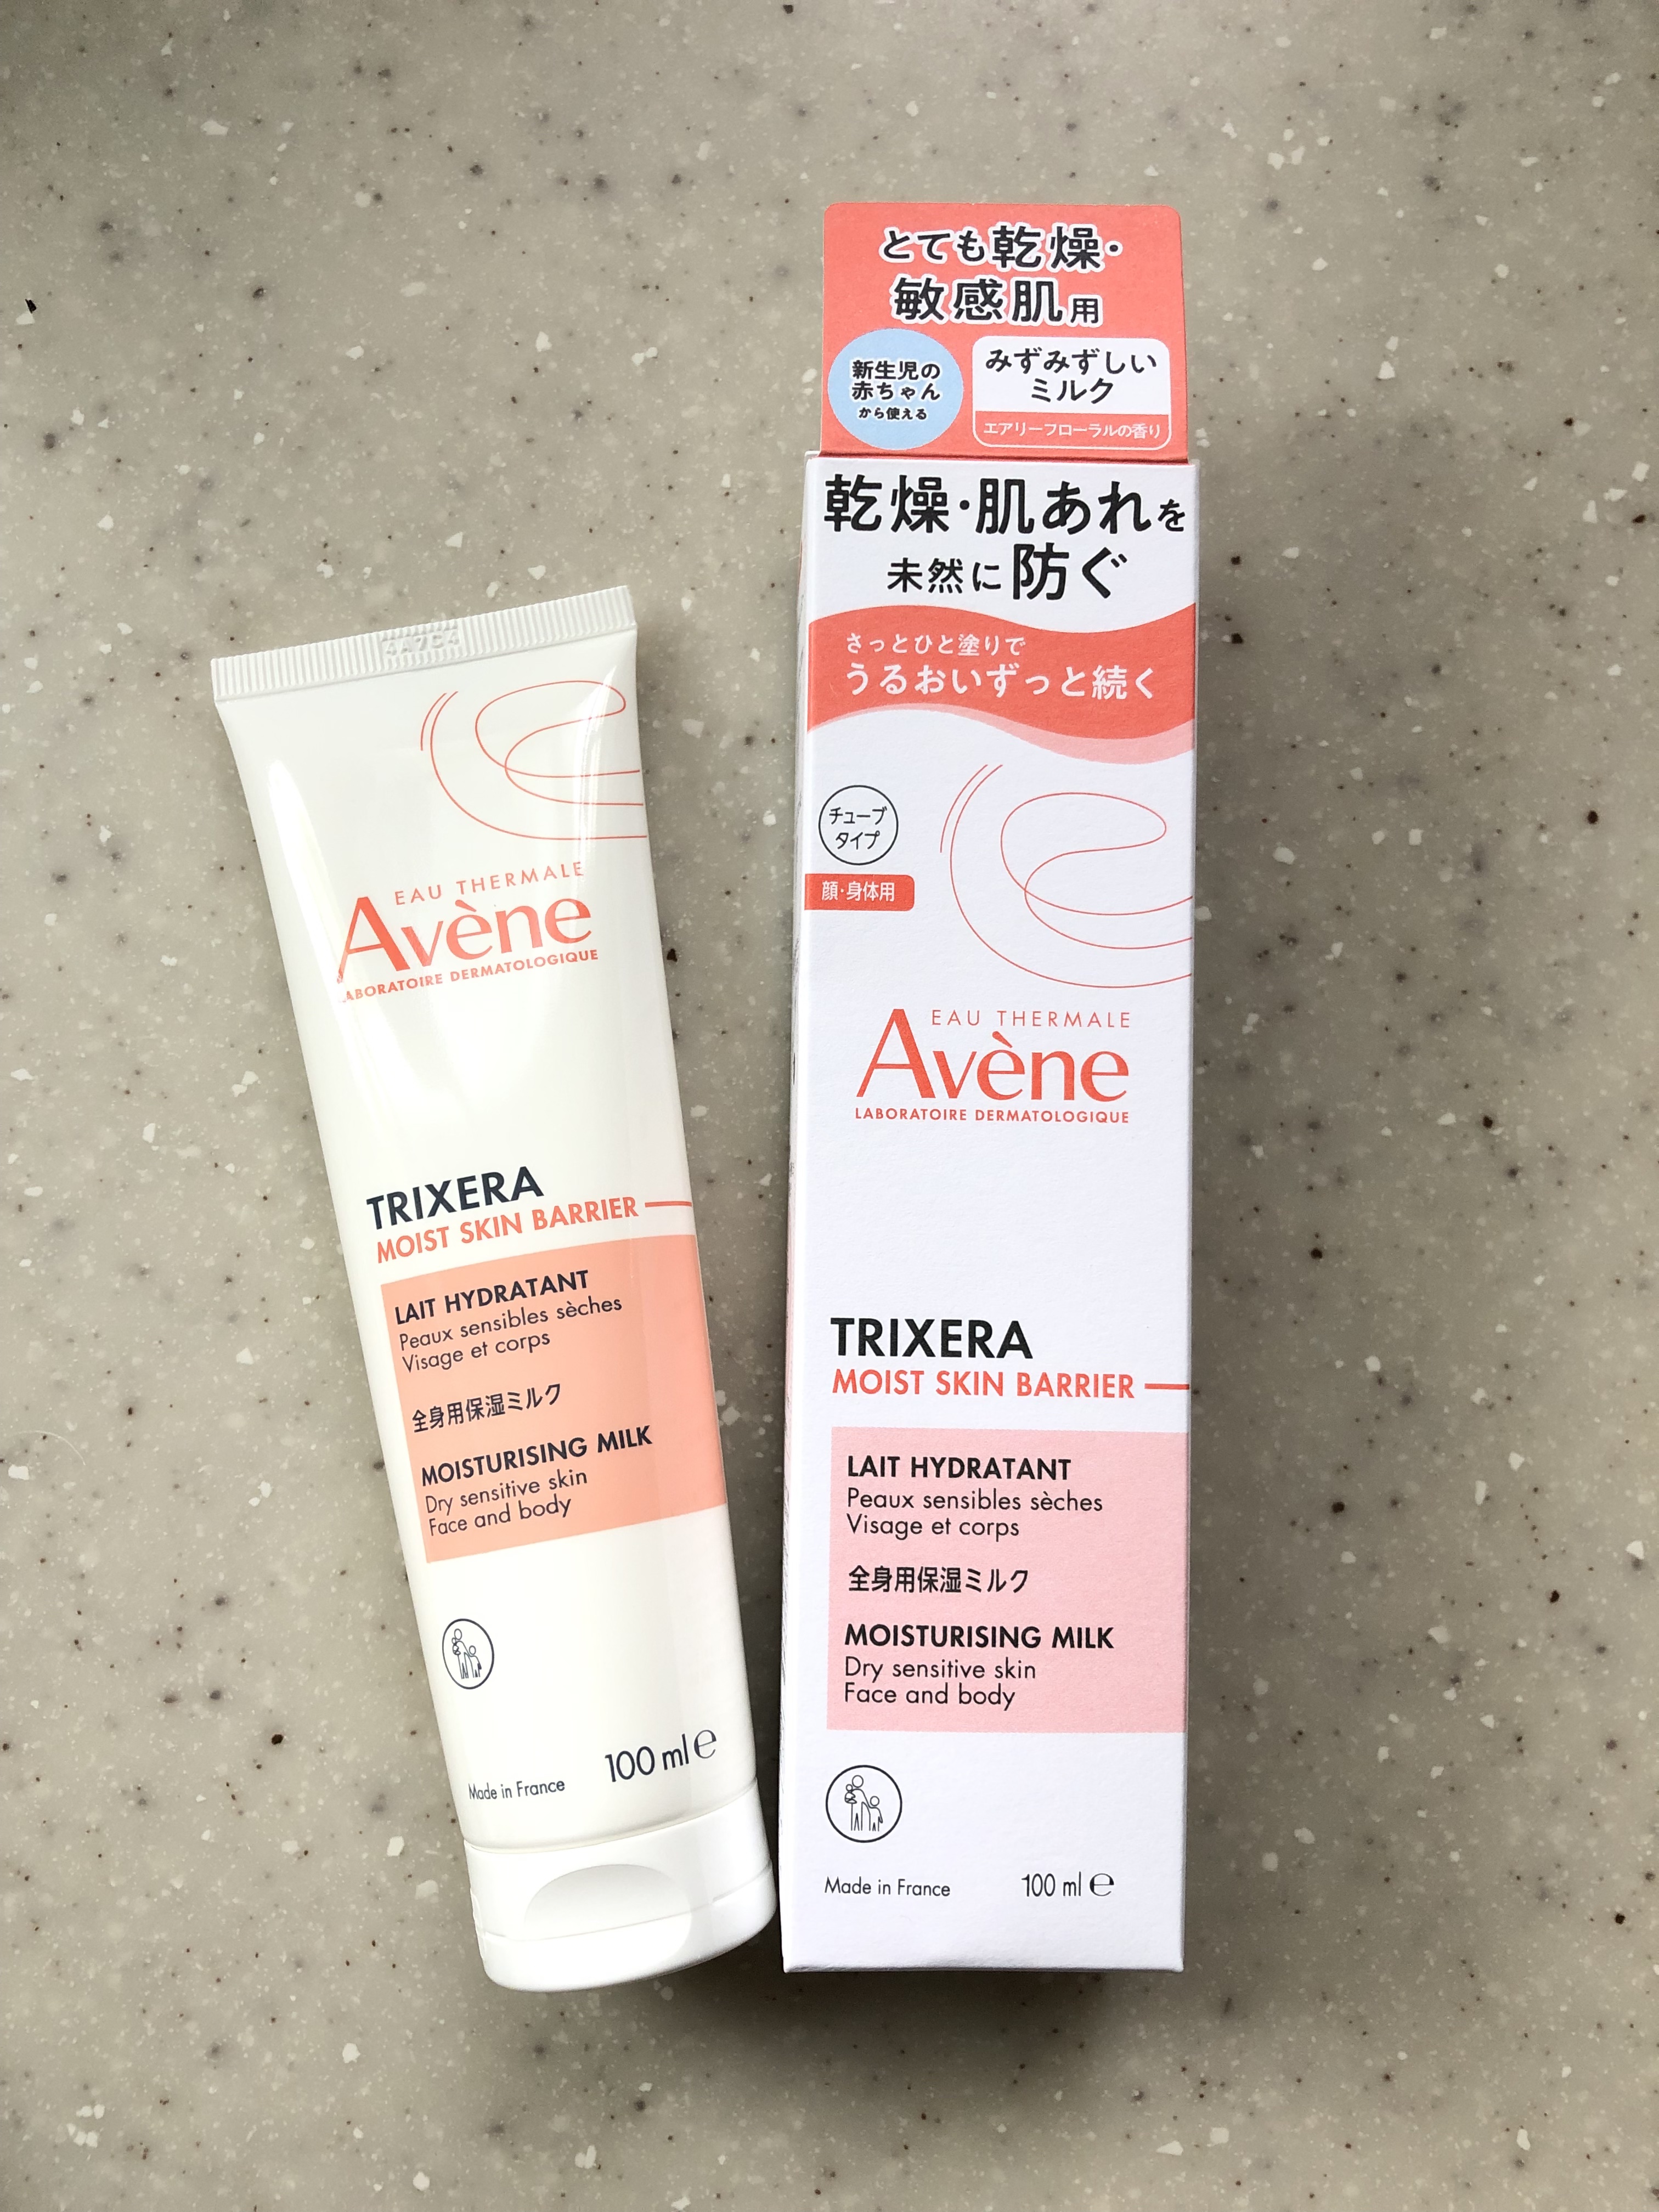 EAU THERMALE
Avène
LABORATOIRE DERMATOLOGIQUE
TRIXERA
MOIST SKIN BARRIER
LAIT HYDRATANT
Peaux sensibles sèches
Visage et corps
全身用保湿ミルク
MOISTURISING MILK
Dry sensitive skin
Face and body
Made in France
100 ml ℮
とても乾燥・
敏感肌用
新生児の
赤ちゃん
から使える
みずみずしい
ミルク
エアリーフローラルの香り
乾燥・肌あれを
未然に防ぐ
さっとひと塗りで
うるおいずっと続く
チューブ
タイプ
顔・身体用
EAU THERMALE
Avène
LABORATOIRE DERMATOLOGIQUE
TRIXERA
MOIST SKIN BARRIER
LAIT HYDRATANT
Peaux sensibles sèches
Visage et corps
全身用保湿ミルク
MOISTURISING MILK
Dry sensitive skin
Face and body
Made in France
100 ml ℮